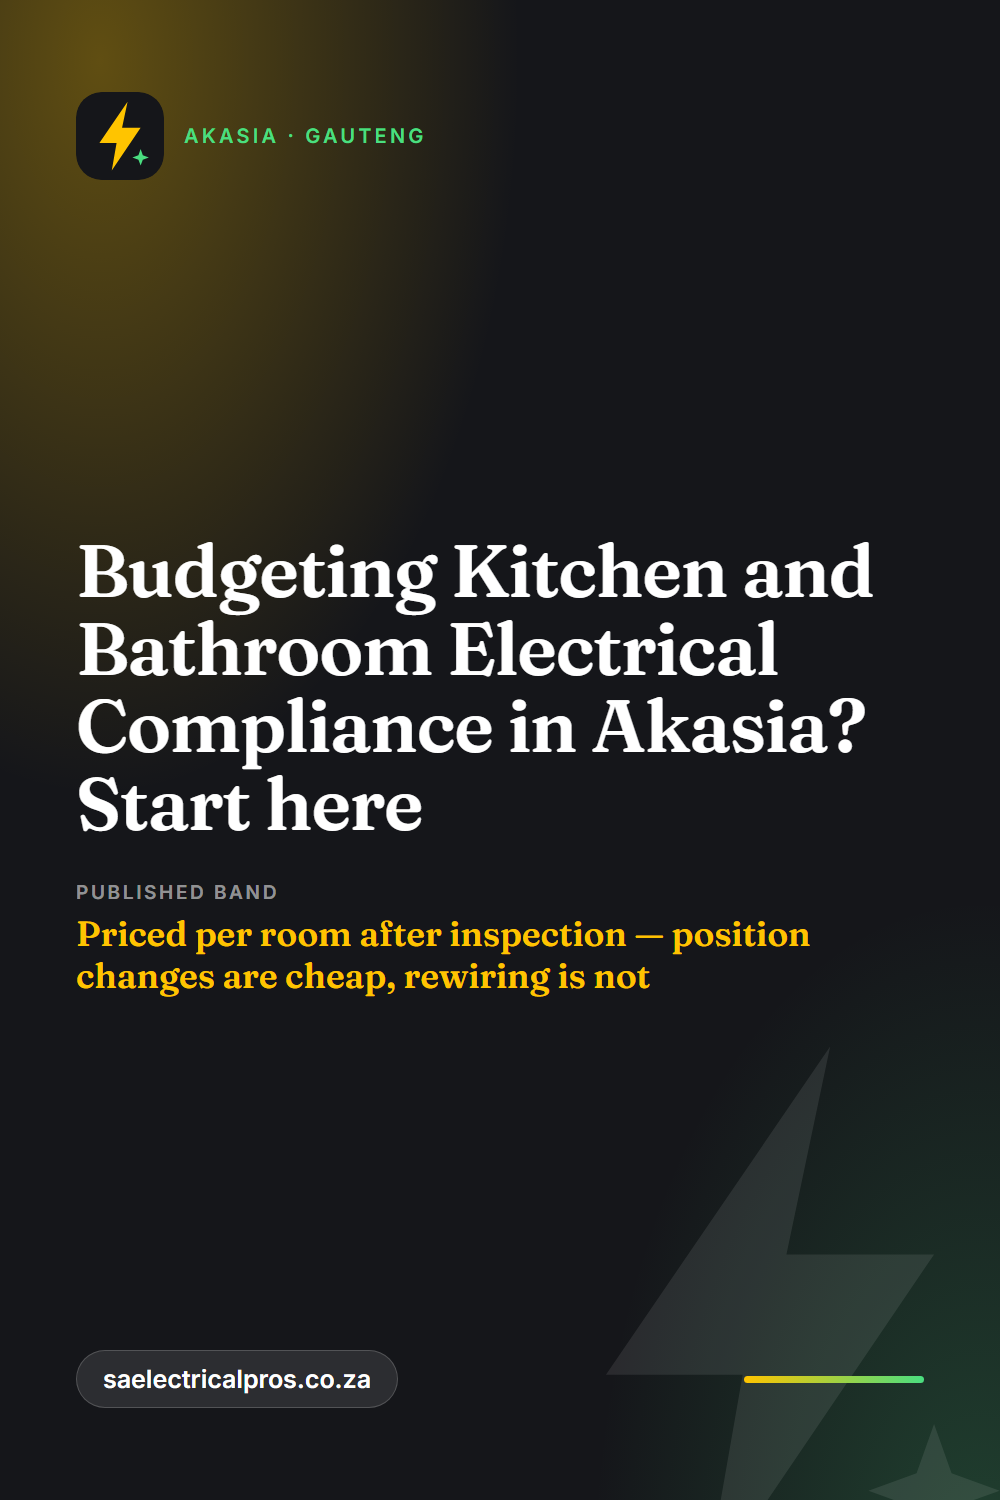 AKASIA · GAUTENG
Budgeting Kitchen and
Bathroom Electrical
Compliance in Akasia?
Start here
PUBLISHED BAND
Priced per room after inspection — position
changes are cheap, rewiring is not
saelectricalpros.co.za